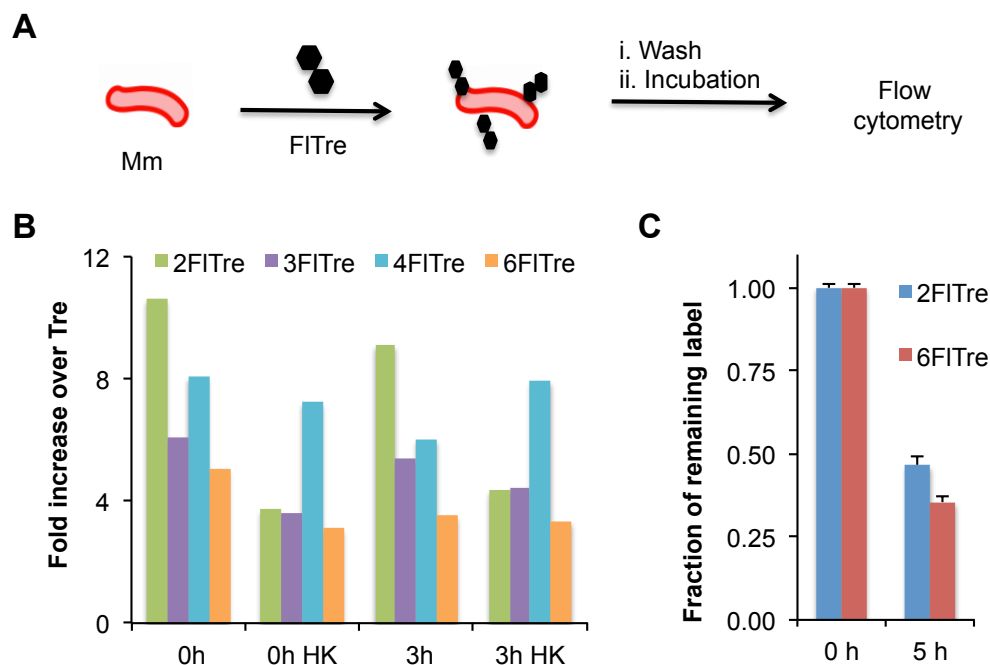 A
Mm
FlTre
i. Wash
ii. Incubation
Flow
cytometry
B
Fold increase over Tre
12
8
4
0
2FlTre 3FlTre 4FlTre 6FlTre
0h 0h HK 3h 3h HK
C
Fraction of remaining label
1.00
0.75
0.50
0.25
0.00
2FlTre
6FlTre
0 h 5 h